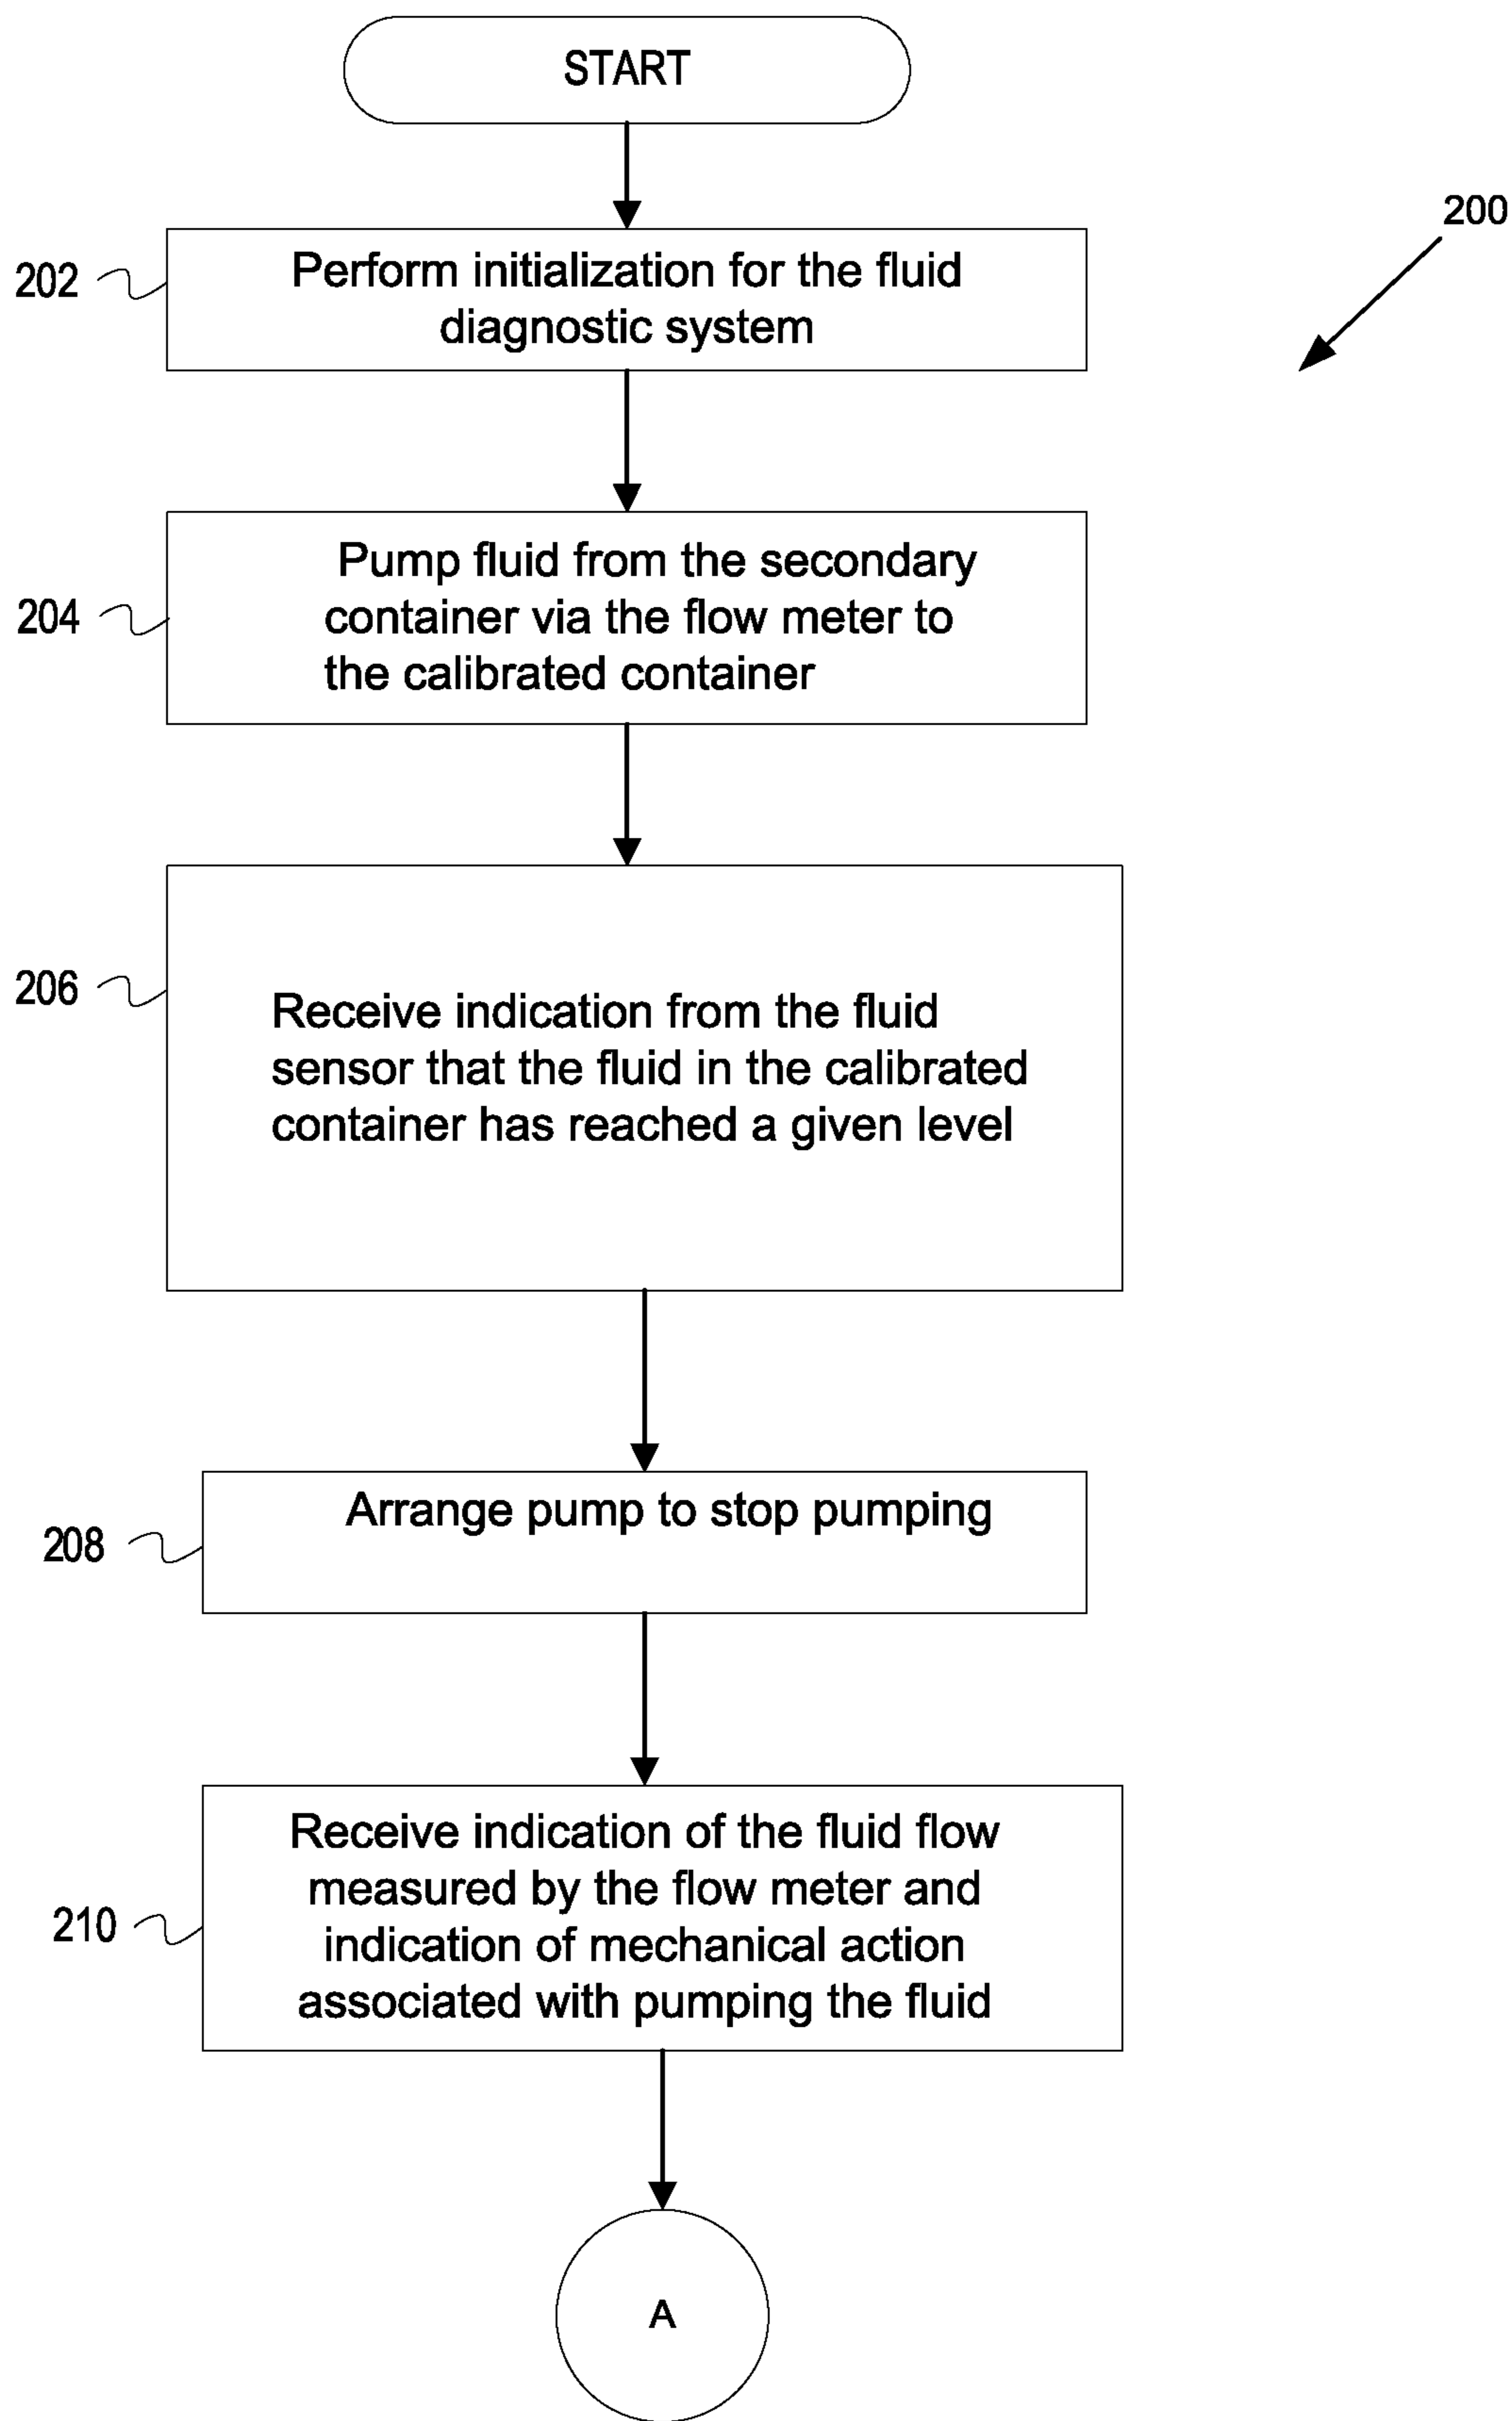 START
200
202
Perform initialization for the fluid
diagnostic system
204
Pump fluid from the secondary
container via the flow meter to
the calibrated container
206
Receive indication from the fluid
sensor that the fluid in the calibrated
container has reached a given level
208
Arrange pump to stop pumping
210
Receive indication of the fluid flow
measured by the flow meter and
indication of mechanical action
associated with pumping the fluid
A